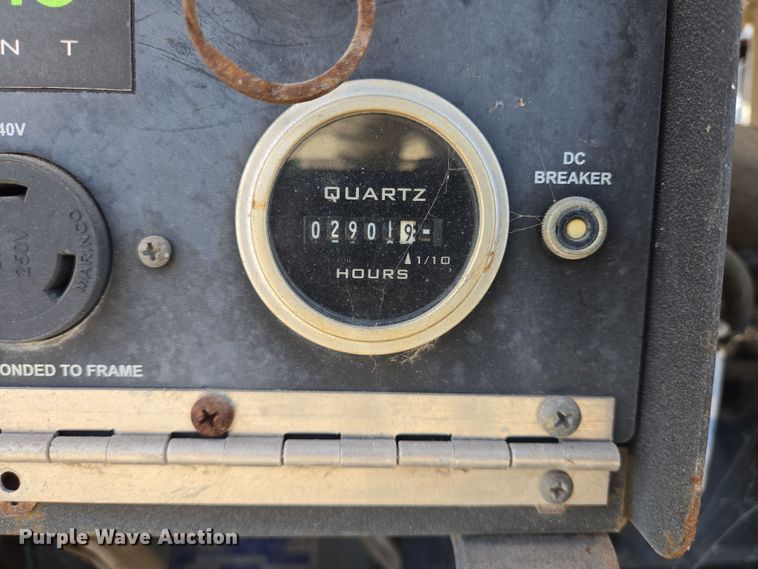 N T
40V
250V
MARINCO
QUARTZ
029019
1/10
HOURS
DC
BREAKER
ONDED TO FRAME
Purple Wave Auction